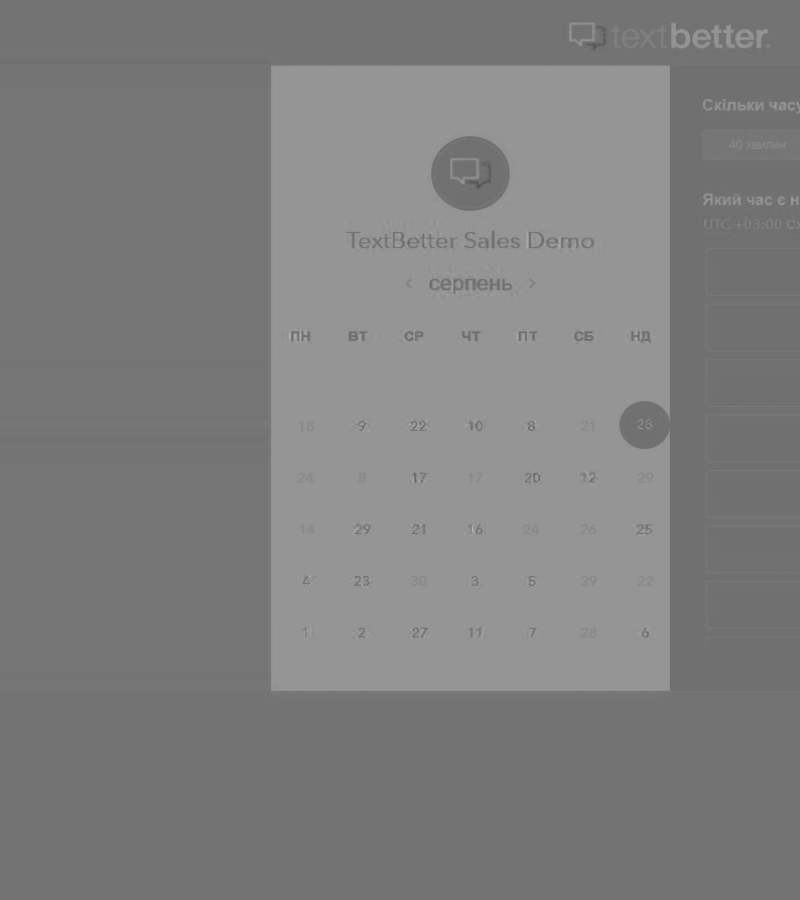 textbetter.
TextBetter Sales Demo
‹ серпень ›
ПН ВТ СР ЧТ ПТ СБ НД
18 9 22 10 8 21 26
24 8 17 17 20 12 29
14 29 21 16 24 26 25
4 23 30 3 5 29 22
1 2 27 11 7 28 6
Скільки часу
40 хвилин
Який час є н
UTC +03:00 Сх